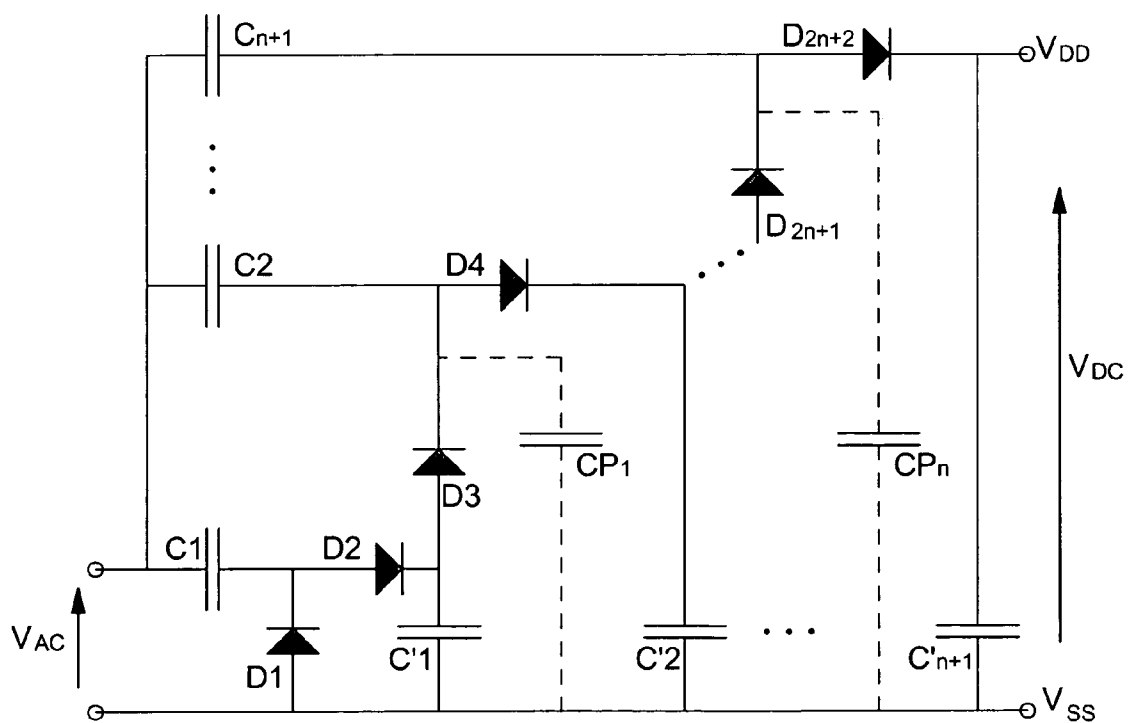 Cn+1
D2n+2
VDD
D2n+1
C2
D4
VDC
CP1
CPn
D3
C1
D2
VAC
D1
C'1
C'2
C'n+1
VSS